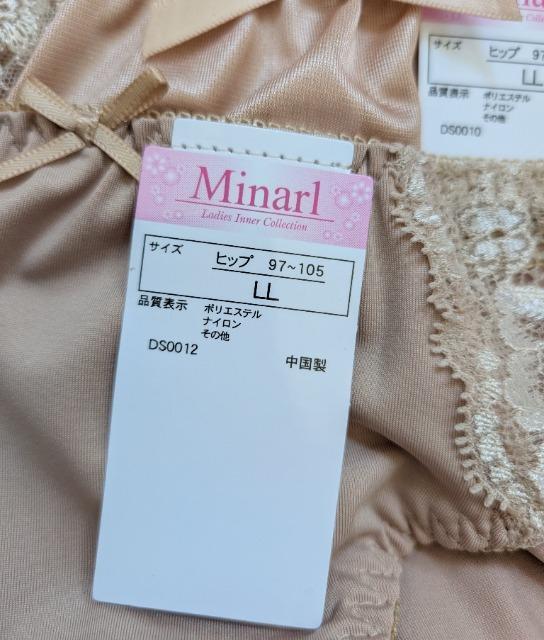 Minarl
Ladies Inner Collection
サイズ
ヒップ 97~105
LL
品質表示 ポリエステル
ナイロン
その他
DS0012 中国製
サイズ
ヒップ 97
LL
品質表示 ポリエステル
ナイロン
その他
DS0010